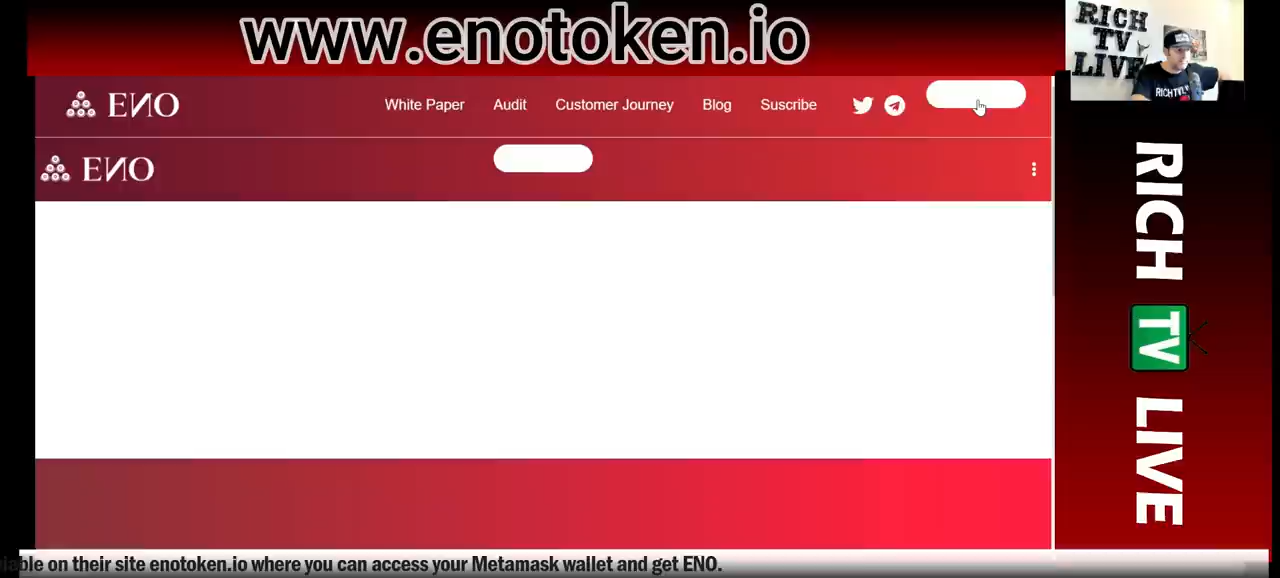 www.enotoken.io
RICH
TV
LIVE
RICHTVLIVE
ENO
White Paper
Audit
Customer Journey
Blog
Suscribe
ENO
RICH TV LIVE
on their site enotoken.io where you can access your Metamask wallet and get ENO.